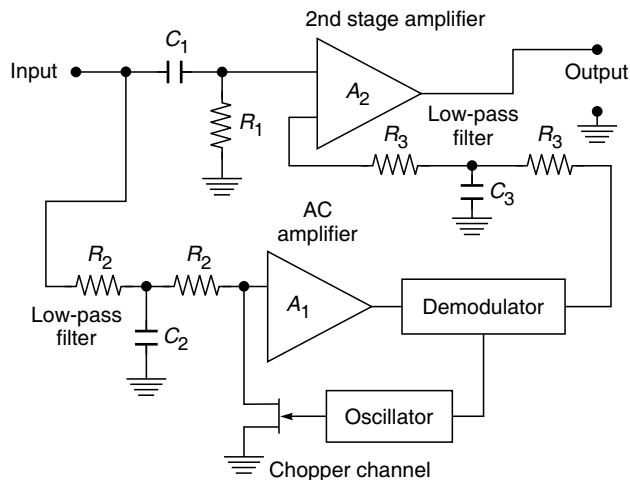 2nd stage amplifier
C1
Input
A2
Output
R1
Low-pass
filter
R3
R3
C3
AC
amplifier
R2
R2
A1
Demodulator
Low-pass
filter
C2
Oscillator
Chopper channel